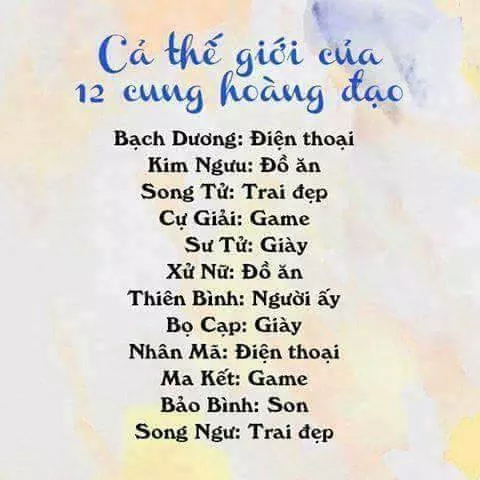 Cả thế giới của
12 cung hoàng đạo
Bạch Dương: Điện thoại
Kim Ngưu: Đồ ăn
Song Tử: Trai đẹp
Cự Giải: Game
Sư Tử: Giày
Xử Nữ: Đồ ăn
Thiên Bình: Người ấy
Bọ Cạp: Giày
Nhân Mã: Điện thoại
Ma Kết: Game
Bảo Bình: Son
Song Ngư: Trai đẹp